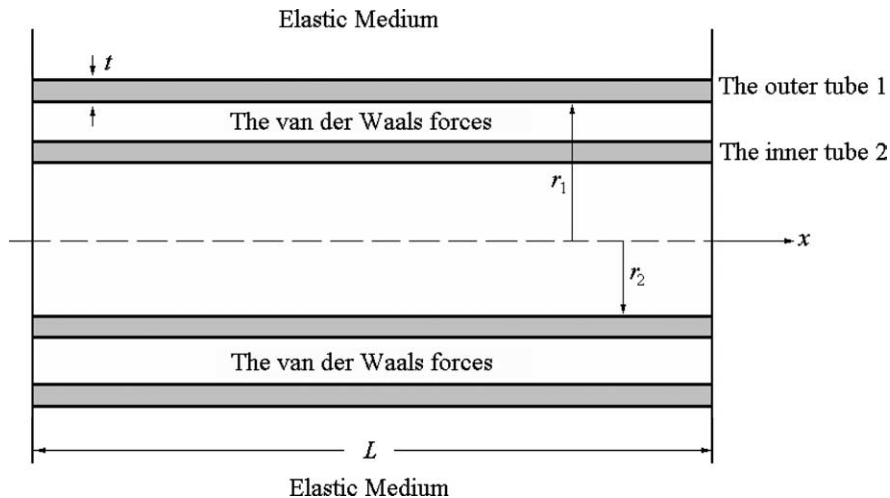 Elastic Medium
t
The outer tube 1
The van der Waals forces
The inner tube 2
r1
x
r2
The van der Waals forces
L
Elastic Medium